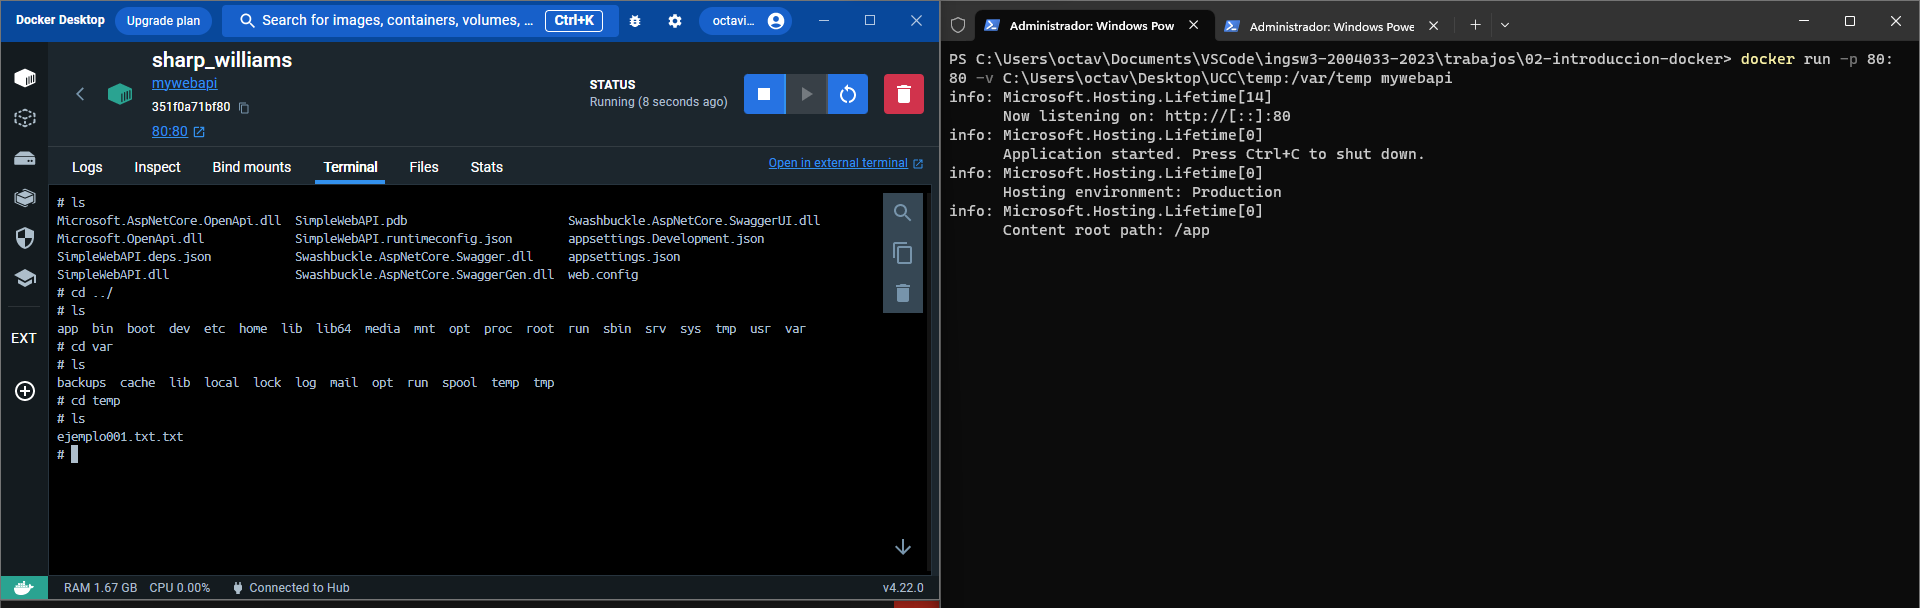 Docker Desktop
Upgrade plan
Search for images, containers, volumes, ...
Ctrl+K
octavi...
sharp_williams
mywebapi
351f0a71bf80
80:80
STATUS
Running (8 seconds ago)
Logs
Inspect
Bind mounts
Terminal
Files
Stats
Open in external terminal
EXT
# ls
Microsoft.AspNetCore.OpenApi.dll  SimpleWebAPI.pdb                       Swashbuckle.AspNetCore.SwaggerUI.dll
Microsoft.OpenApi.dll             SimpleWebAPI.runtimeconfig.json        appsettings.Development.json
SimpleWebAPI.deps.json            Swashbuckle.AspNetCore.Swagger.dll     appsettings.json
SimpleWebAPI.dll                  Swashbuckle.AspNetCore.SwaggerGen.dll  web.config
# cd ../
# ls
app  bin  boot  dev  etc  home  lib  lib64  media  mnt  opt  proc  root  run  sbin  srv  sys  tmp  usr  var
# cd var
# ls
backups  cache  lib  local  lock  log  mail  opt  run  spool  temp  tmp
# cd temp
# ls
ejemplo001.txt.txt
#
RAM 1.67 GB
CPU 0.00%
Connected to Hub
v4.22.0
Administrador: Windows Pow
Administrador: Windows Powe
PS C:\Users\octav\Documents\VSCode\ingsw3-2004033-2023\trabajos\02-introduccion-docker> docker run -p 80:
80 -v C:\Users\octav\Desktop\UCC\temp:/var/temp mywebapi
info: Microsoft.Hosting.Lifetime[14]
      Now listening on: http://[::]:80
info: Microsoft.Hosting.Lifetime[0]
      Application started. Press Ctrl+C to shut down.
info: Microsoft.Hosting.Lifetime[0]
      Hosting environment: Production
info: Microsoft.Hosting.Lifetime[0]
      Content root path: /app